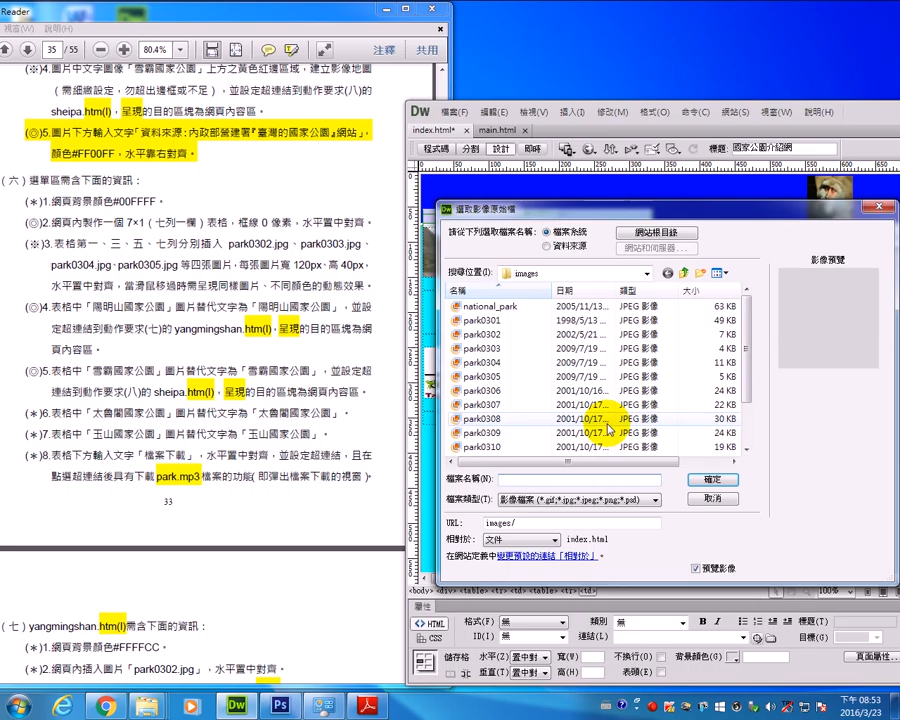 Reader
視窗(W) 說明(H)
35 / 55
80.4%
注釋
共用
(※)4.圖片中文字圖像「雪霸國家公園」上方之黃色紅邊區域，建立影像地圖
（需細緻設定，勿超出邊框或不足），並設定超連結到動作要求(八)的
sheipa.htm(l)，呈現的目的區塊為網頁內容區。
(◎)5.圖片下方輸入文字「資料來源：內政部營建署『臺灣的國家公園』網站」，
顏色#FF00FF，水平靠右對齊。
（六）選單區需含下面的資訊：
(＊)1.網頁背景顏色#00FFFF。
(◎)2.網頁內製作一個 7×1（七列一欄）表格，框線 0 像素，水平置中對齊。
(※)3.表格第一、三、五、七列分別插入 park0302.jpg、park0303.jpg、
park0304.jpg、park0305.jpg 等四張圖片，每張圖片寬 120px、高 40px，
水平置中對齊，當滑鼠移過時需呈現同樣圖片、不同顏色的動態效果。
(◎)4.表格中「陽明山國家公園」圖片替代文字為「陽明山國家公園」，並設
定超連結到動作要求(七)的 yangmingshan.htm(l)，呈現的目的區塊為網
頁內容區。
(◎)5.表格中「雪霸國家公園」圖片替代文字為「雪霸國家公園」，並設定超
連結到動作要求(八)的 sheipa.htm(l)，呈現的目的區塊為網頁內容區。
(＊)6.表格中「太魯閣國家公園」圖片替代文字為「太魯閣國家公園」。
(＊)7.表格中「玉山國家公園」圖片替代文字為「玉山國家公園」。
(＊)8.表格下方輸入文字「檔案下載」，水平置中對齊，並設定超連結，且在
點選超連結後具有下載 park.mp3 檔案的功能(即彈出檔案下載的視窗)。
33
（七）yangmingshan.htm(l)需含下面的資訊：
(＊)1.網頁背景顏色#FFFFCC。
(＊)2.網頁內插入圖片「park0302.jpg」，水平置中對齊。
Dw 檔案(F) 編輯(E) 檢視(V) 插入(I) 修改(M) 格式(O) 命令(C) 網站(S) 視窗(W) 說明(H)
index.html* × main.html ×
程式碼 分割 設計 即時 標題: 國家公園介紹網
0 50 100 150 200 250 300 350 400 450 500 550 600 650
選取影像原始檔
請從下列選取檔案名稱: 檔案系統 網站根目錄
資料來源 網站和伺服器...
搜尋位置(I): images
影像預覽
名稱 日期 類型 大小
national_park 2005/11/13... JPEG 影像 63 KB
park0301 1998/5/13 ... JPEG 影像 49 KB
park0302 2002/5/21 ... JPEG 影像 7 KB
park0303 2009/7/19 ... JPEG 影像 4 KB
park0304 2009/7/19 ... JPEG 影像 11 KB
park0305 2009/7/19 ... JPEG 影像 5 KB
park0306 2001/10/16... JPEG 影像 24 KB
park0307 2001/10/17... JPEG 影像 22 KB
park0308 2001/10/17... JPEG 影像 30 KB
park0309 2001/10/17... JPEG 影像 24 KB
park0310 2001/10/17... JPEG 影像 19 KB
檔案名稱(N): 確定
檔案類型(T): 影像檔案 (*.gif;*.jpg;*.jpeg;*.png;*.psd) 取消
URL: images/
相對於: 文件 index.html
在網站定義中變更預設的連結「相對於」。
預覽影像
<body> <div> <table> <tr> <td> <table> <tr> <td> 100%
屬性
<> HTML 格式(F) 無 類別 無 B I 標題(T)
CSS ID(I) 無 連結(L) 目標(G)
儲存格 水平(Z) 置中對 寬(W) 不換行(O) 背景顏色(G) 頁面屬性...
垂直(T) 置中對 高(H) 表頭(E)
下午 08:53
2016/3/23